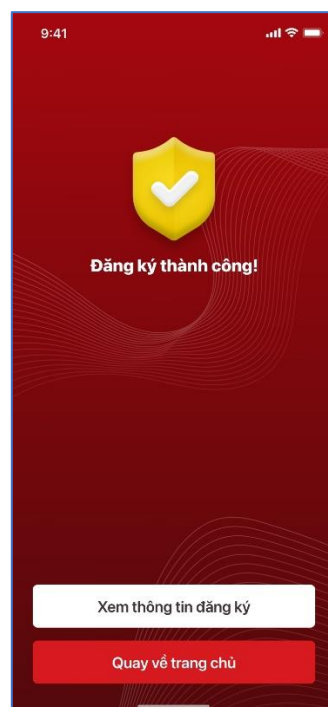 9:41
Đăng ký thành công!
Xem thông tin đăng ký
Quay về trang chủ